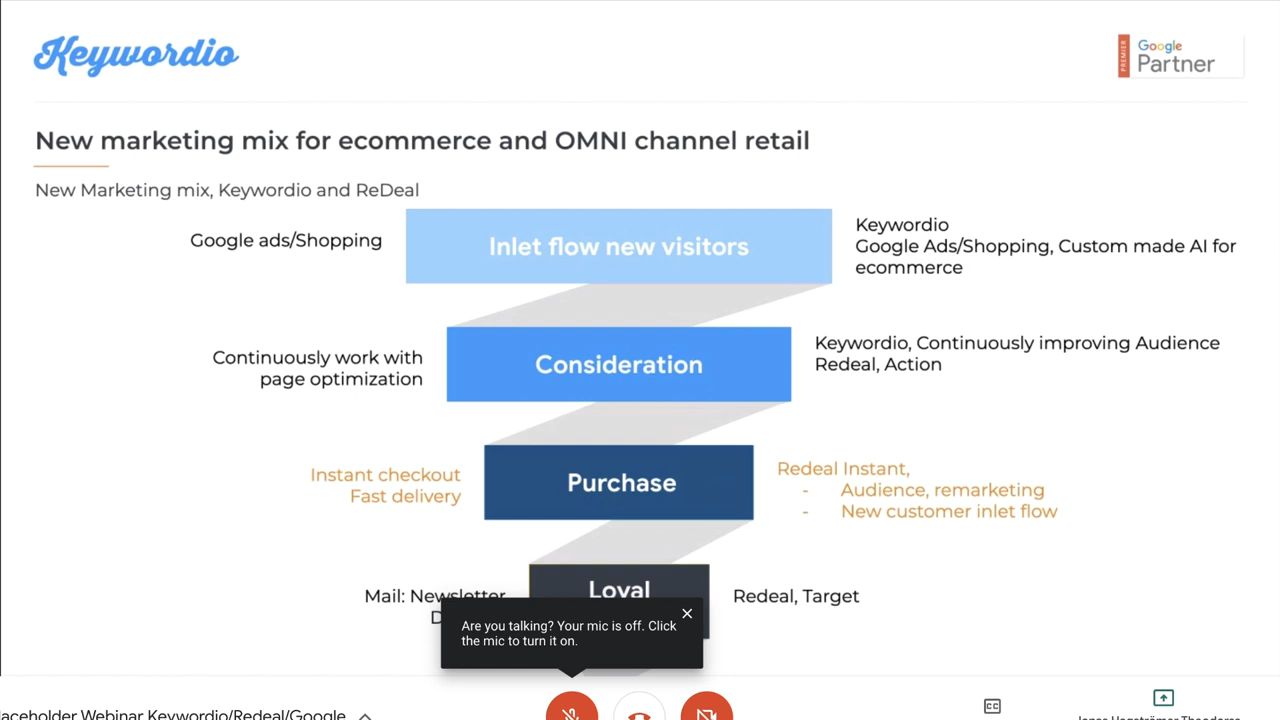 Keywordio
PREMIER
Google
Partner
New marketing mix for ecommerce and OMNI channel retail
New Marketing mix, Keywordio and ReDeal
Google ads/Shopping
Inlet flow new visitors
Keywordio
Google Ads/Shopping, Custom made AI for
ecommerce
Continuously work with
page optimization
Consideration
Keywordio, Continuously improving Audience
Redeal, Action
Instant checkout
Fast delivery
Purchase
Redeal Instant,
- Audience, remarketing
- New customer inlet flow
Mail: Newsletter
Loyal
Redeal, Target
Are you talking? Your mic is off. Click
the mic to turn it on.
Webinar Keywordio/Redeal/Google
CC